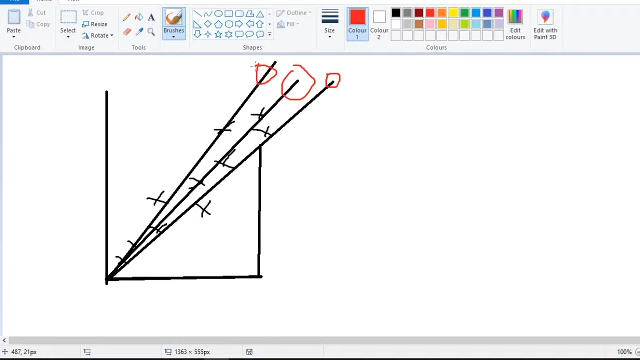 Paste
Cut
Copy
Clipboard
Select
Crop
Resize
Rotate
Image
Tools
Brushes
Shapes
Outline
Fill
Size
Colour 1
Colour 2
Colours
Edit colours
Edit with Paint 3D
487, 21px
1363 × 555px
100%